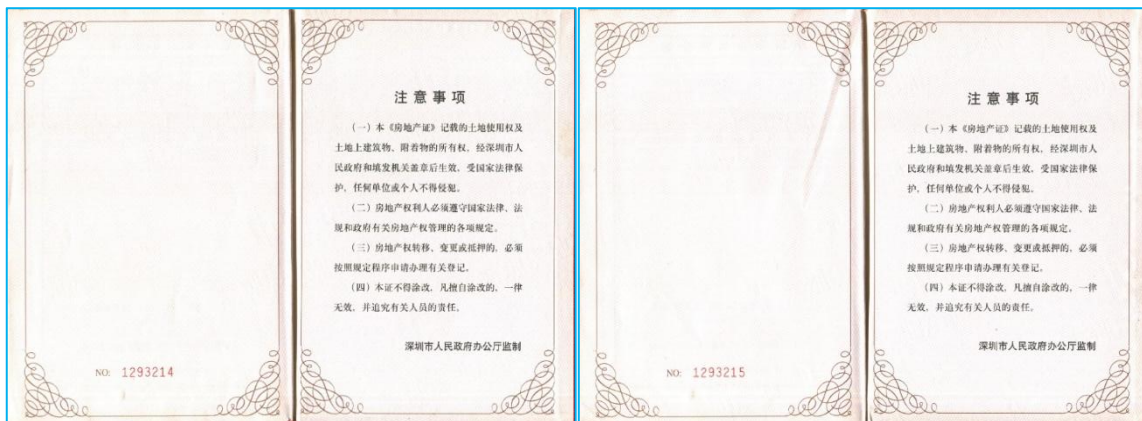 NO: 1293214
注意事项
（一）本《房地产证》记载的土地使用权及
土地上建筑物、附着物的所有权，经深圳市人
民政府和填发机关盖章后生效，受国家法律保
护，任何单位或个人不得侵犯。
（二）房地产权利人必须遵守国家法律、法
规和政府有关房地产权管理的各项规定。
（三）房地产权转移、变更或抵押的，必须
按照规定程序申请办理有关登记。
（四）本证不得涂改，凡擅自涂改的，一律
无效，并追究有关人员的责任。
深圳市人民政府办公厅监制
NO: 1293215
注意事项
（一）本《房地产证》记载的土地使用权及
土地上建筑物、附着物的所有权，经深圳市人
民政府和填发机关盖章后生效，受国家法律保
护，任何单位或个人不得侵犯。
（二）房地产权利人必须遵守国家法律、法
规和政府有关房地产权管理的各项规定。
（三）房地产权转移、变更或抵押的，必须
按照规定程序申请办理有关登记。
（四）本证不得涂改，凡擅自涂改的，一律
无效，并追究有关人员的责任。
深圳市人民政府办公厅监制